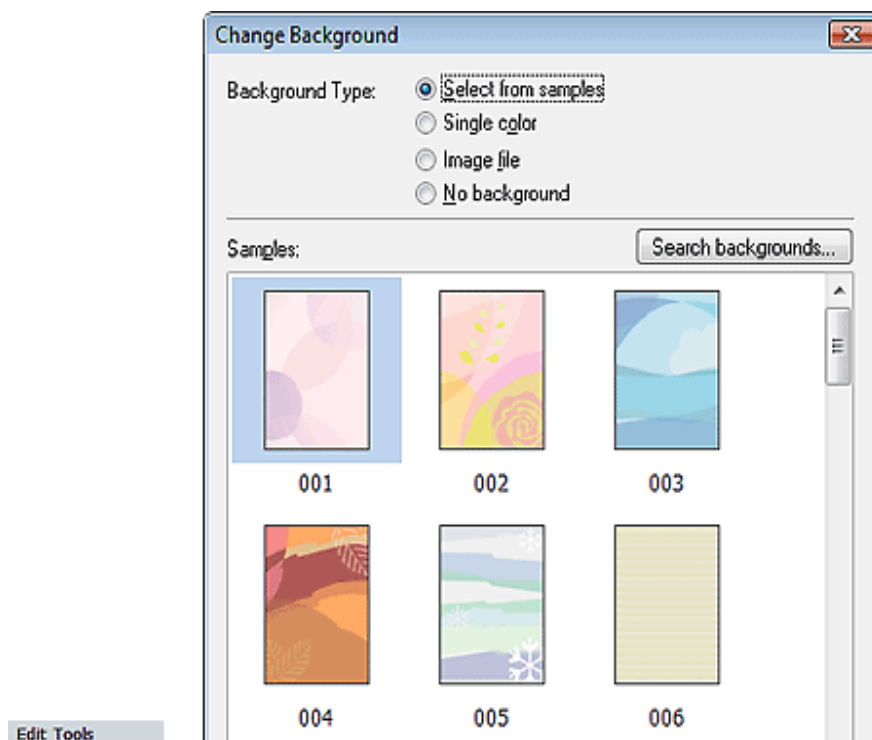 Change Background
Background Type:
Select from samples
Single color
Image file
No background
Samples:
Search backgrounds...
001
002
003
004
005
006
Edit Tools